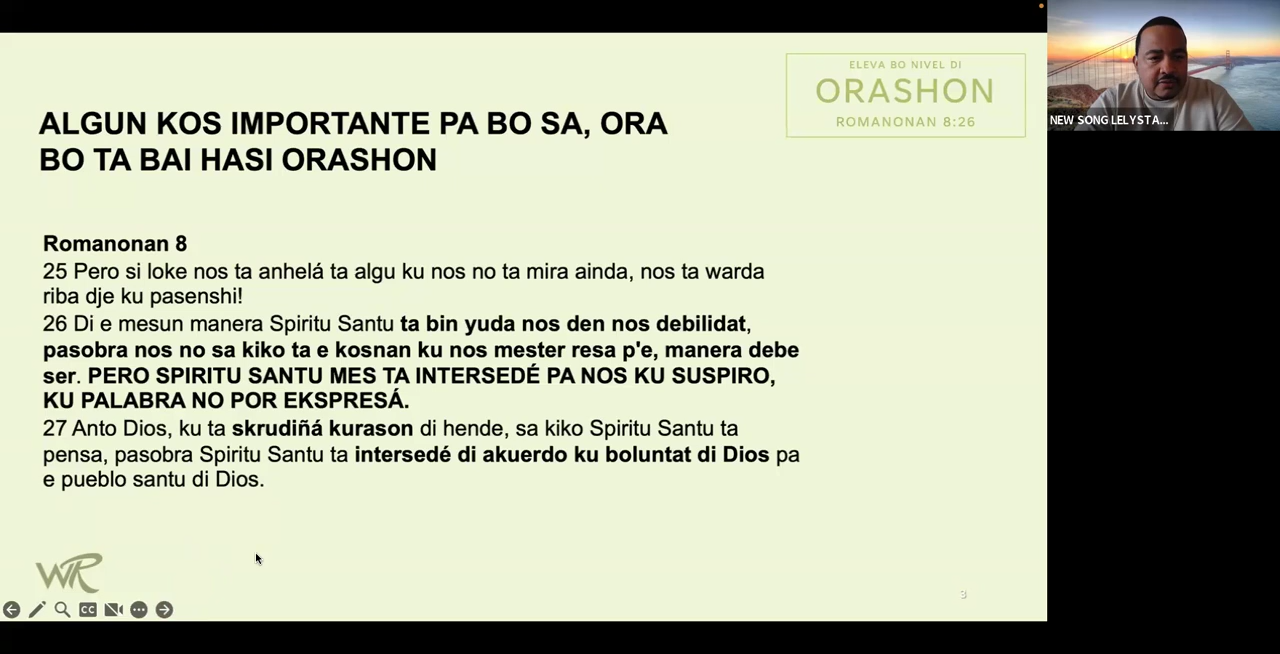 ELEVA BO NIVEL DI
ORASHON
ROMANONAN 8:26
ALGUN KOS IMPORTANTE PA BO SA, ORA
BO TA BAI HASI ORASHON
Romanonan 8
25 Pero si loke nos ta anhelá ta algu ku nos no ta mira ainda, nos ta warda
riba dje ku pasenshi!
26 Di e mesun manera Spiritu Santu ta bin yuda nos den nos debilidat,
pasobra nos no sa kiko ta e kosnan ku nos mester resa p'e, manera debe
ser. PERO SPIRITU SANTU MES TA INTERSEDÉ PA NOS KU SUSPIRO,
KU PALABRA NO POR EKSPRESÁ.
27 Anto Dios, ku ta skrudiñá kurason di hende, sa kiko Spiritu Santu ta
pensa, pasobra Spiritu Santu ta intersedé di akuerdo ku boluntat di Dios pa
e pueblo santu di Dios.
WR
CC
3
NEW SONG LELYSTA...